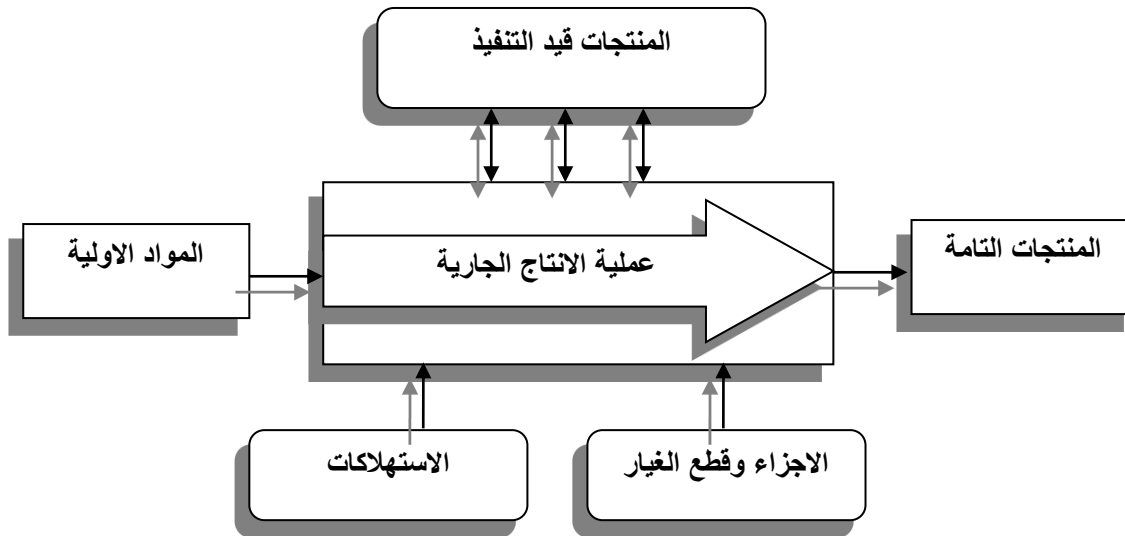 المنتجات قيد التنفيذ
المواد الاولية
عملية الانتاج الجارية
المنتجات التامة
الاجزاء وقطع الغيار
الاستهلاكات